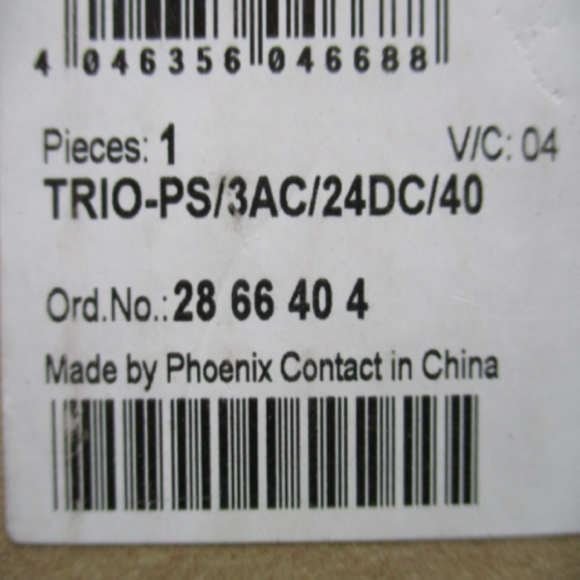 4 046356 046688
Pieces: 1 V/C: 04
TRIO-PS/3AC/24DC/40
Ord.No.: 28 66 40 4
Made by Phoenix Contact in China